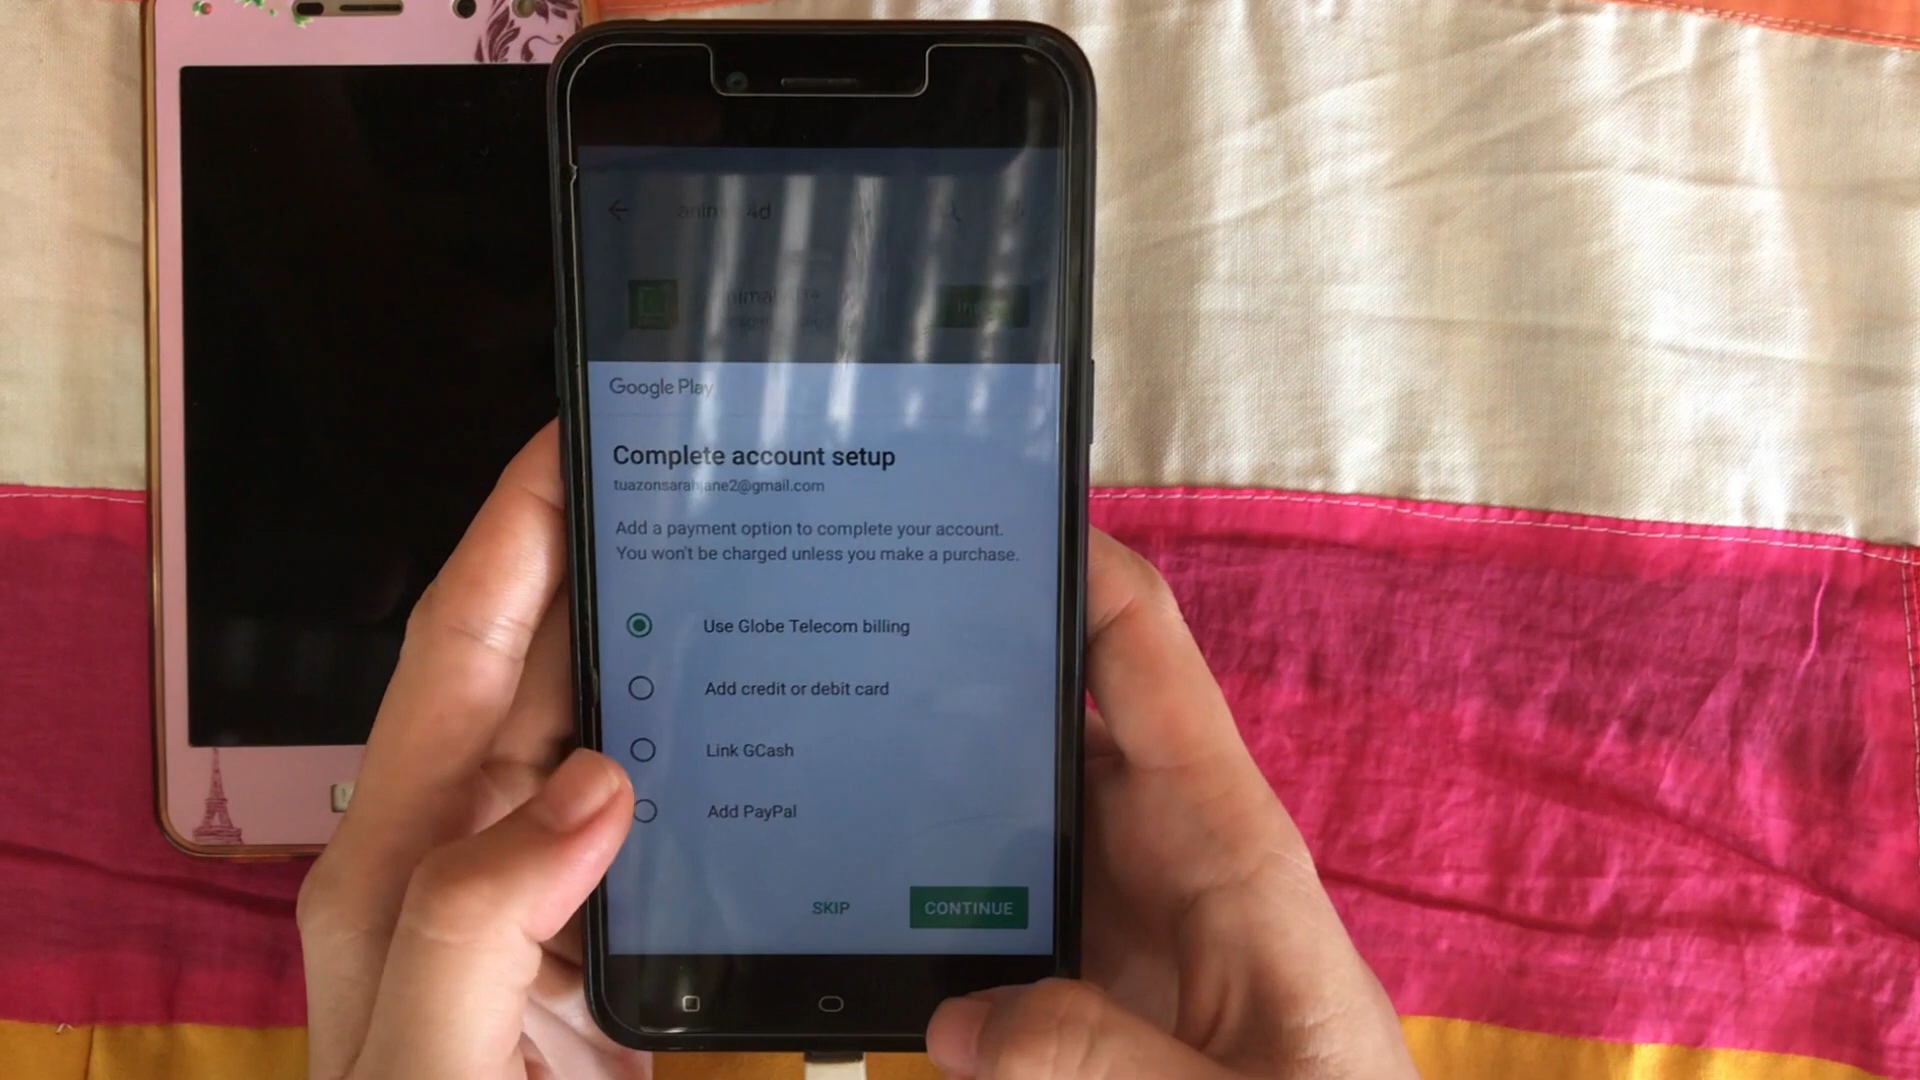 4d
Google Play
Complete account setup
tuazonsarahjane2@gmail.com
Add a payment option to complete your account.
You won't be charged unless you make a purchase.
Use Globe Telecom billing
Add credit or debit card
Link GCash
Add PayPal
SKIP
CONTINUE